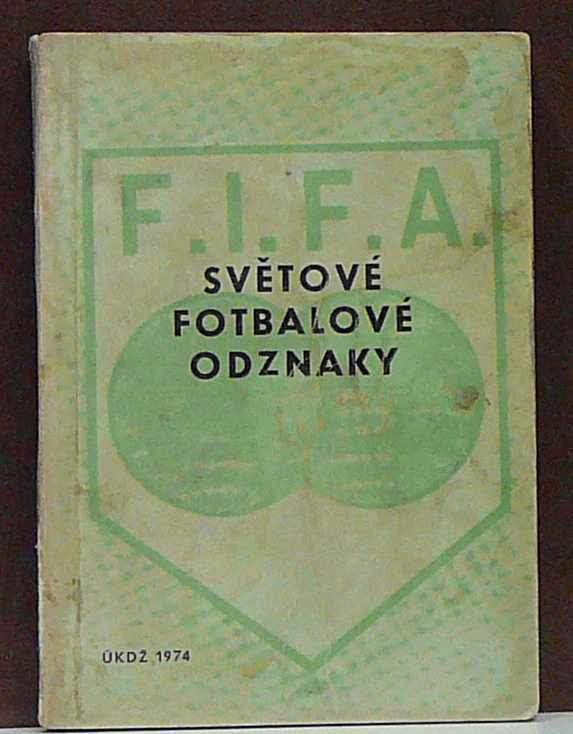 F.I.F.A.
SVĚTOVÉ
FOTBALOVÉ
ODZNAKY
ÚKDŽ 1974